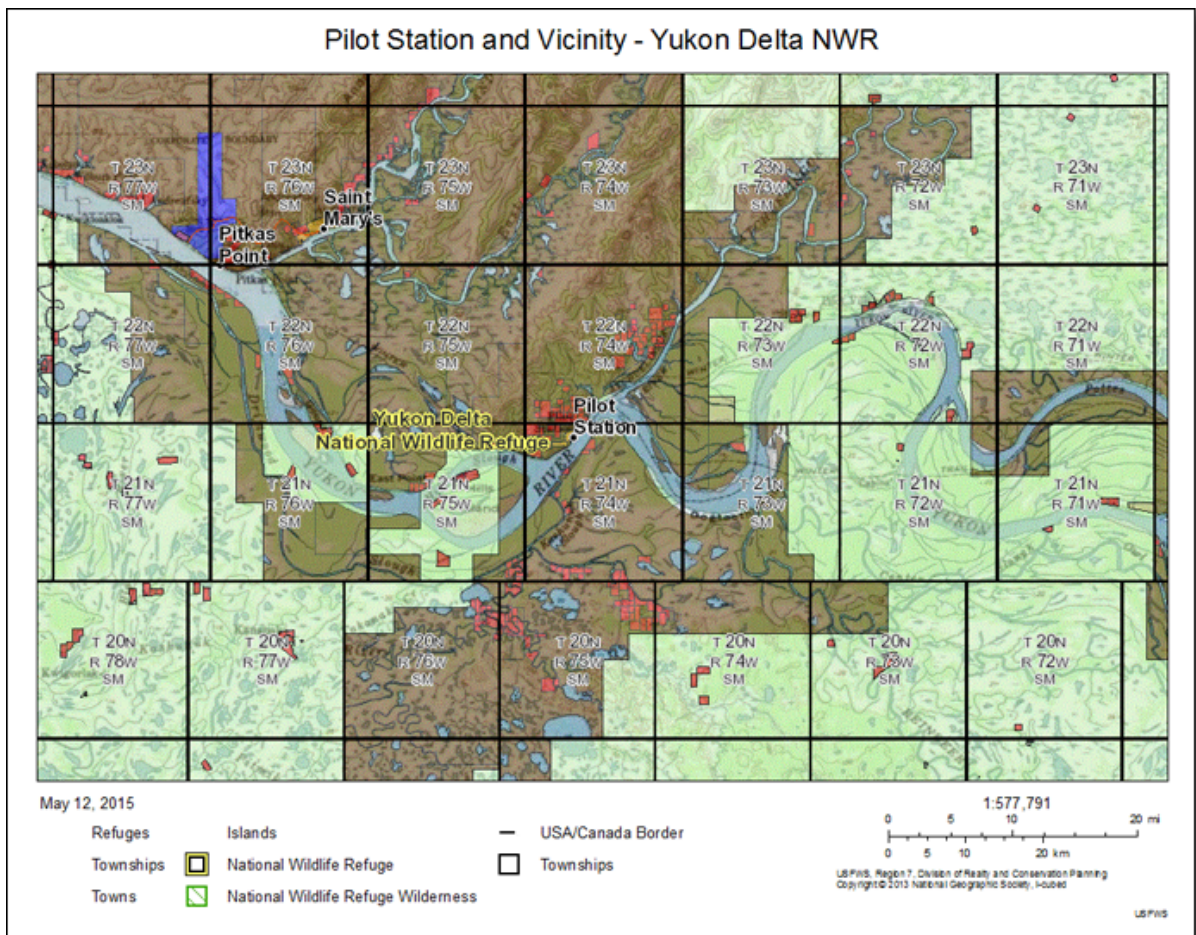 Pilot Station and Vicinity - Yukon Delta NWR
CORPORATE BOUNDARY
T 23N
R 77W
SM
T 23N
R 76W
SM
T 23N
R 75W
SM
T 23N
R 74W
SM
T 23N
R 73W
SM
T 23N
R 72W
SM
T 23N
R 71W
SM
Saint
Mary's
Pitkas
Point
T 22N
R 77W
SM
T 22N
R 76W
SM
T 22N
R 75W
SM
T 22N
R 74W
SM
T 22N
R 73W
SM
T 22N
R 72W
SM
T 22N
R 71W
SM
Pilot
Station
Yukon Delta
National Wildlife Refuge
RIVER
YUKON
YUKON
T 21N
R 77W
SM
T 21N
R 76W
SM
T 21N
R 75W
SM
T 21N
R 74W
SM
T 21N
R 73W
SM
T 21N
R 72W
SM
T 21N
R 71W
SM
T 20N
R 78W
SM
T 20N
R 77W
SM
T 20N
R 76W
SM
T 20N
R 75W
SM
T 20N
R 74W
SM
T 20N
R 73W
SM
T 20N
R 72W
SM
May 12, 2015
Refuges
Townships
Towns
Islands
National Wildlife Refuge
National Wildlife Refuge Wilderness
USA/Canada Border
Townships
1:577,791
0 5 10 20 mi
0 5 10 20 km
USFWS, Region 7, Division of Realty and Conservation Planning
Copyright:© 2013 National Geographic Society, i-cubed
USFWS